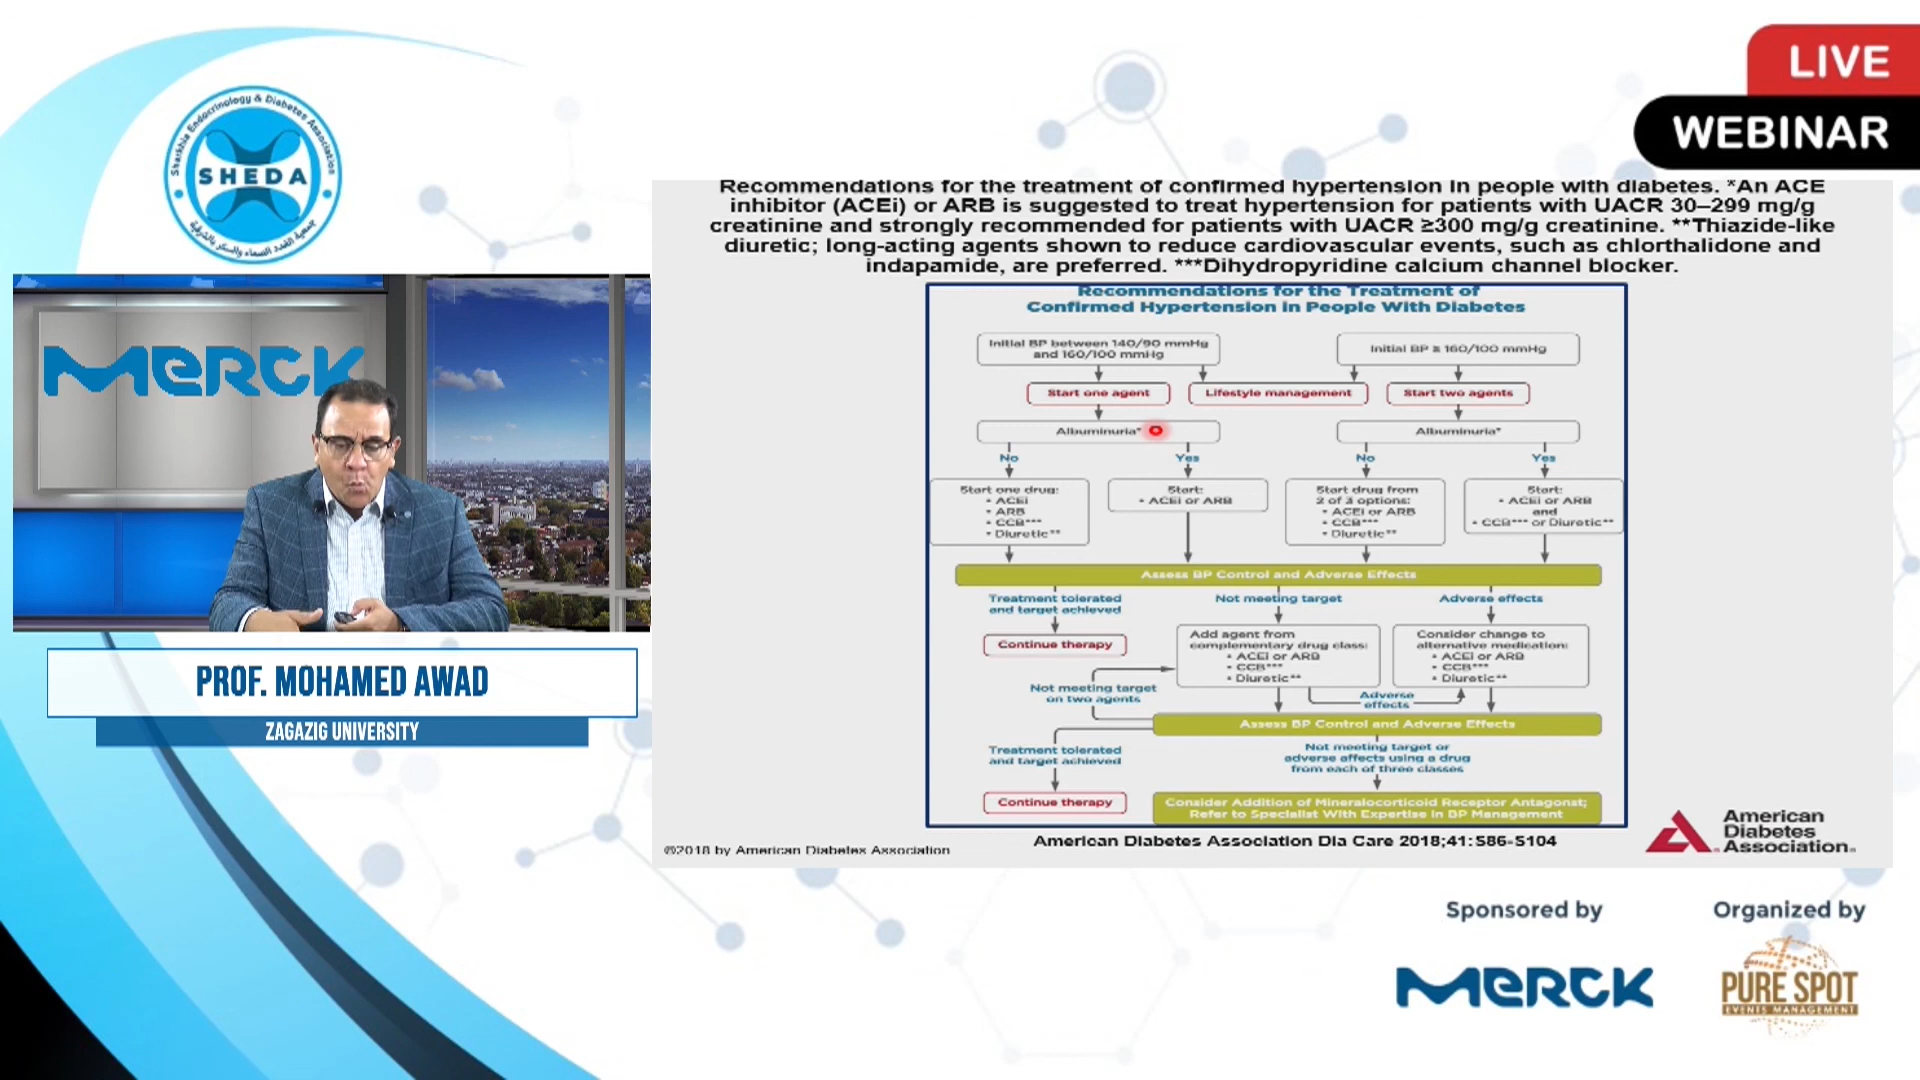 LIVE
WEBINAR
Sharkhia Endocrinology & Diabetes Association
SHEDA
جمعية الغدد الصماء والسكر بالشرقية
MERCK
PROF. MOHAMED AWAD
ZAGAZIG UNIVERSITY
Recommendations for the treatment of confirmed hypertension in people with diabetes. *An ACE
inhibitor (ACEi) or ARB is suggested to treat hypertension for patients with UACR 30–299 mg/g
creatinine and strongly recommended for patients with UACR ≥300 mg/g creatinine. **Thiazide-like
diuretic; long-acting agents shown to reduce cardiovascular events, such as chlorthalidone and
indapamide, are preferred. ***Dihydropyridine calcium channel blocker.
Recommendations for the Treatment of
Confirmed Hypertension in People With Diabetes
Initial BP between 140/90 mmHg
and 160/100 mmHg
Initial BP ≥ 160/100 mmHg
Start one agent
Lifestyle management
Start two agents
Albuminuria*
Albuminuria*
No
Yes
No
Yes
Start one drug:
• ACEi
• ARB
• CCB***
• Diuretic**
Start:
• ACEi or ARB
Start drug from
2 of 3 options:
• ACEi or ARB
• CCB***
• Diuretic**
Start:
• ACEi or ARB
and
• CCB*** or Diuretic**
Assess BP Control and Adverse Effects
Treatment tolerated
and target achieved
Not meeting target
Adverse effects
Continue therapy
Add agent from
complementary drug class:
• ACEi or ARB
• CCB***
• Diuretic**
Consider change to
alternative medication:
• ACEi or ARB
• CCB***
• Diuretic**
Not meeting target
on two agents
Adverse
effects
Assess BP Control and Adverse Effects
Treatment tolerated
and target achieved
Not meeting target or
adverse affects using a drug
from each of three classes
Continue therapy
Consider Addition of Mineralocorticoid Receptor Antagonst;
Refer to Specialist With Expertise in BP Management
©2018 by American Diabetes Association
American Diabetes Association Dia Care 2018;41:S86-S104
American
Diabetes
Association.
Sponsored by
MERCK
Organized by
PURE SPOT
EVENTS MANAGEMENT